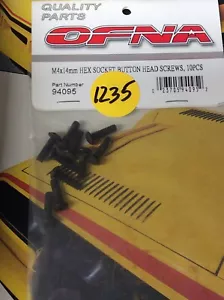 QUALITY
PARTS
OFNA
M4x14mm HEX SOCKET BUTTON HEAD SCREWS, 10PCS
Part Number
94095
1235